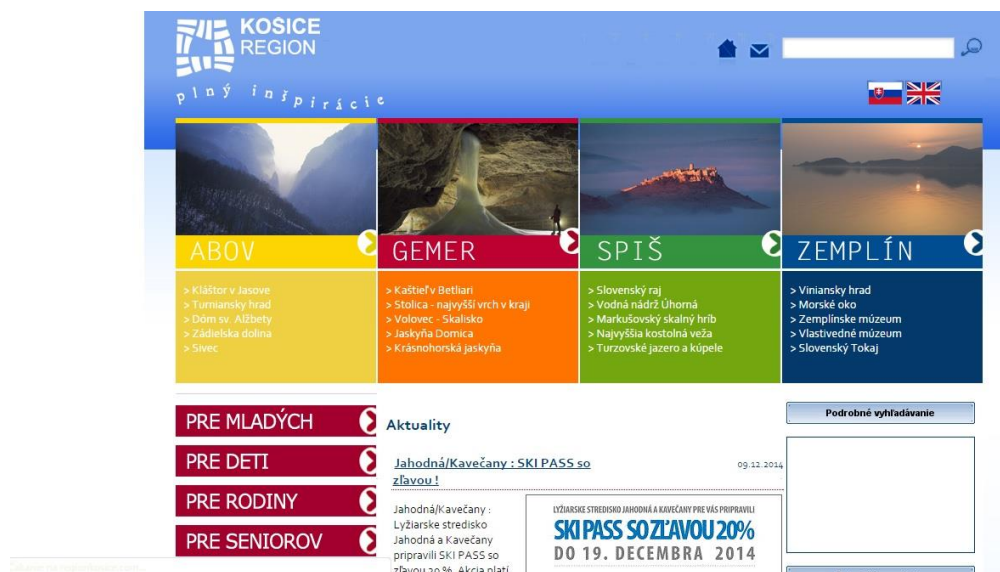 KOŠICE
REGION
plný inšpirácie
ABOV
> Kláštor v Jasove
> Turniansky hrad
> Dóm sv. Alžbety
> Zádielska dolina
> Sivec
GEMER
> Kaštieľ v Betliari
> Stolica - najvyšší vrch v kraji
> Volovec - Skalisko
> Jaskyňa Domica
> Krásnohorská jaskyňa
SPIŠ
> Slovenský raj
> Vodná nádrž Úhorná
> Markušovský skalný hríb
> Najvyššia kostolná veža
> Turzovské jazero a kúpele
ZEMPLÍN
> Viniansky hrad
> Morské oko
> Zemplínske múzeum
> Vlastivedné múzeum
> Slovenský Tokaj
PRE MLADÝCH
PRE DETI
PRE RODINY
PRE SENIOROV
Aktuality
Jahodná/Kavečany : SKI PASS so
zľavou !
09.12.2014
Jahodná/Kavečany :
Lyžiarske stredisko
Jahodná a Kavečany
pripravili SKI PASS so
zľavou 20 %. Akcia platí
LYŽIARSKE STREDISKO JAHODNÁ A KAVEČANY PRE VÁS PRIPRAVILI
SKI PASS SO ZĽAVOU 20%
DO 19. DECEMBRA 2014
Podrobné vyhľadávanie